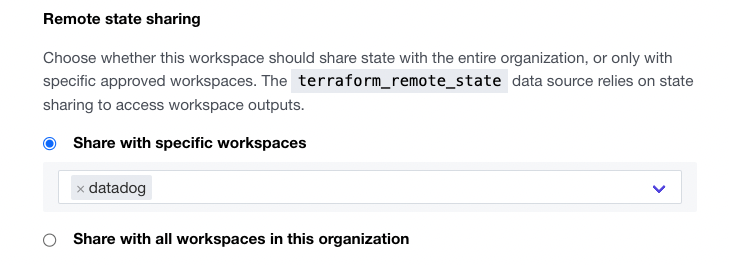 Remote state sharing
Choose whether this workspace should share state with the entire organization, or only with
specific approved workspaces. The terraform_remote_state data source relies on state
sharing to access workspace outputs.
Share with specific workspaces
× datadog
Share with all workspaces in this organization